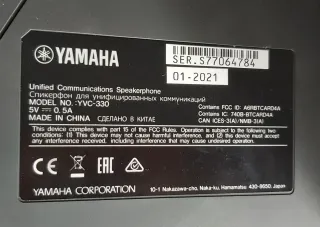 YAMAHA
SER. S77064784
01-2021
Unified Communications Speakerphone
Спикерфон для унифицированных коммуникаций
MODEL NO. :YVC-330
5V ⎓ 0.5A
MADE IN CHINA СДЕЛАНО В КИТАЕ
Contains FCC ID: A6RBTCARD4A
Contains IC: 740B-BTCARD4A
CAN ICES-3(A)/NMB-3(A)
This device complies with part 15 of the FCC Rules. Operation is subject to the following
two conditions: (1) this device may not cause harmful interference, and (2) this device must accept
any interference received, including interference that may cause undesired operation.
CE EAC
YAMAHA CORPORATION 10-1 Nakazawa-cho, Naka-ku, Hamamatsu, 430-8650, Japan